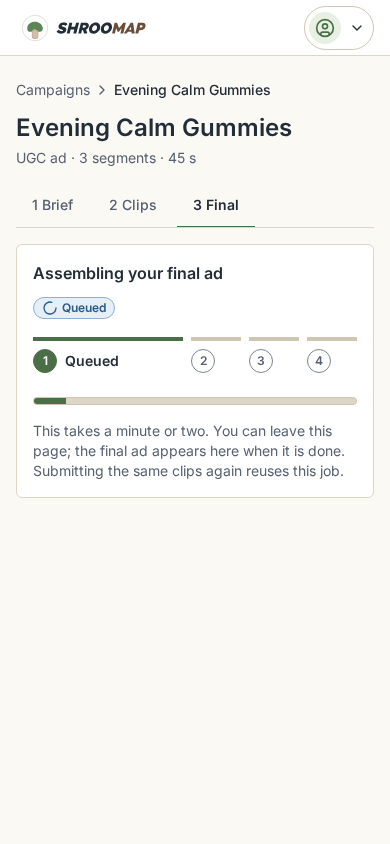 SHROOMAP
Campaigns > Evening Calm Gummies
Evening Calm Gummies
UGC ad · 3 segments · 45 s
1 Brief 2 Clips 3 Final
Assembling your final ad
Queued
1 Queued 2 3 4
This takes a minute or two. You can leave this
page; the final ad appears here when it is done.
Submitting the same clips again reuses this job.